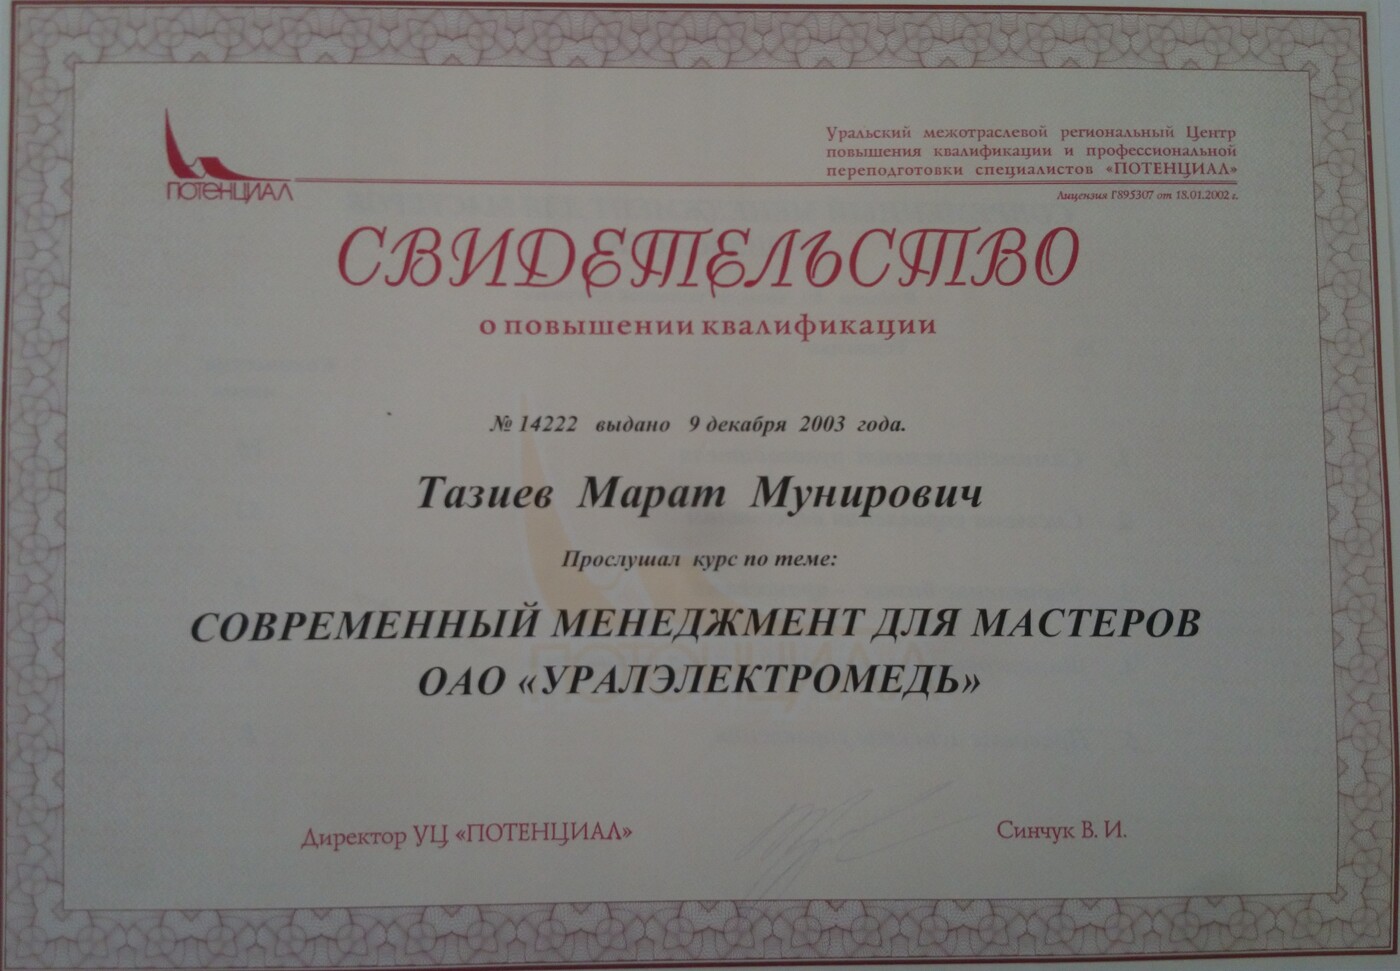 ПОТЕНЦИАЛ
Уральский межотраслевой региональный Центр
повышения квалификации и профессиональной
переподготовки специалистов «ПОТЕНЦИАЛ»
Лицензия Г895307 от 18.01.2002 г.
СВИДЕТЕЛЬСТВО
о повышении квалификации
№ 14222 выдано 9 декабря 2003 года.
Тазиев Марат Мунирович
Прослушал курс по теме:
СОВРЕМЕННЫЙ МЕНЕДЖМЕНТ ДЛЯ МАСТЕРОВ
ОАО «УРАЛЭЛЕКТРОМЕДЬ»
ПОТЕНЦИАЛ
Директор УЦ «ПОТЕНЦИАЛ»
Синчук В. И.